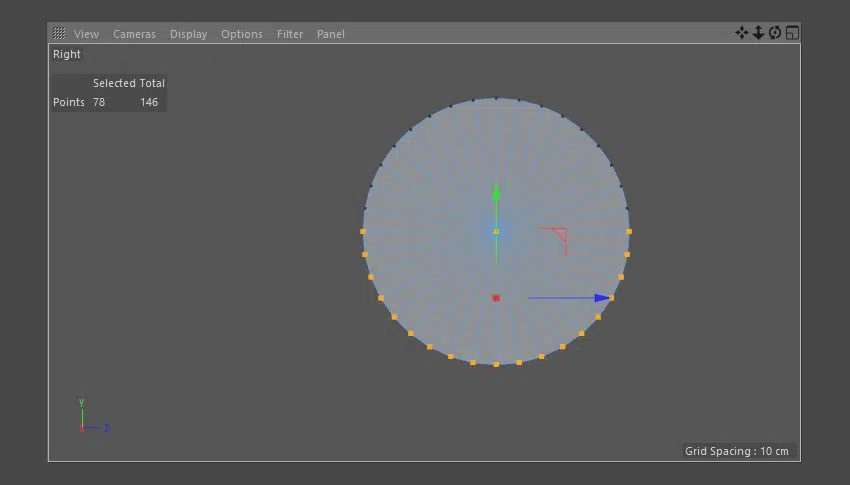 View Cameras Display Options Filter Panel
Right
Selected Total
Points 78 146
Y
Z
Grid Spacing : 10 cm